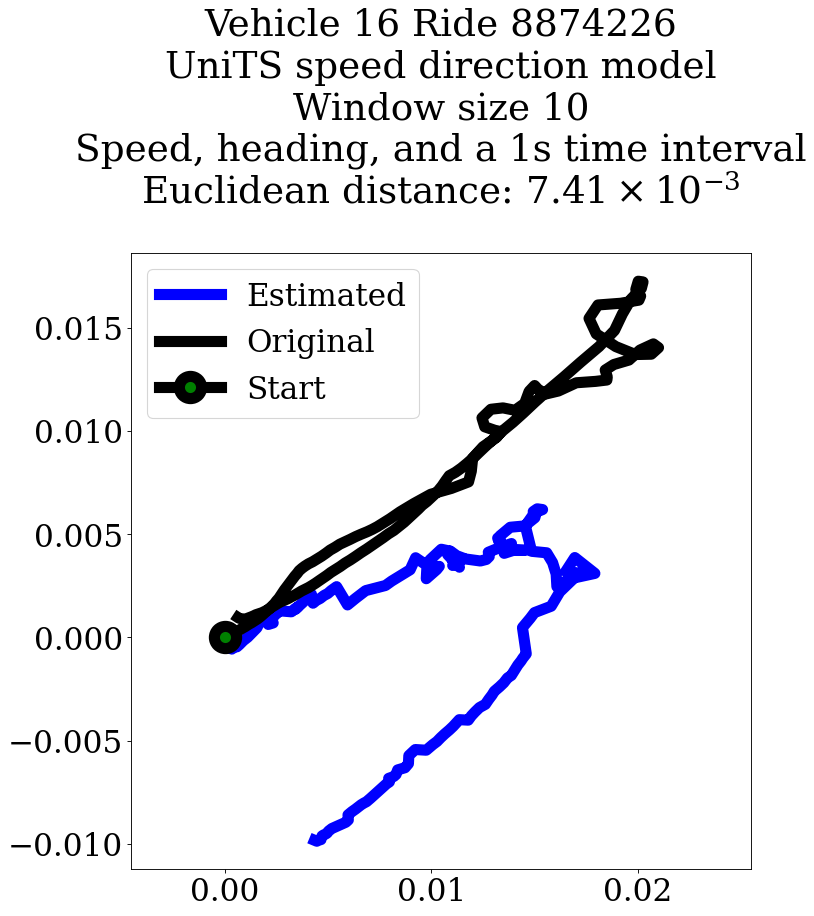 Vehicle 16 Ride 8874226
UniTS speed direction model
Window size 10
Speed, heading, and a 1s time interval
Euclidean distance: 7.41 × 10⁻³
Estimated
Original
Start
0.015
0.010
0.005
0.000
−0.005
−0.010
0.00 0.01 0.02